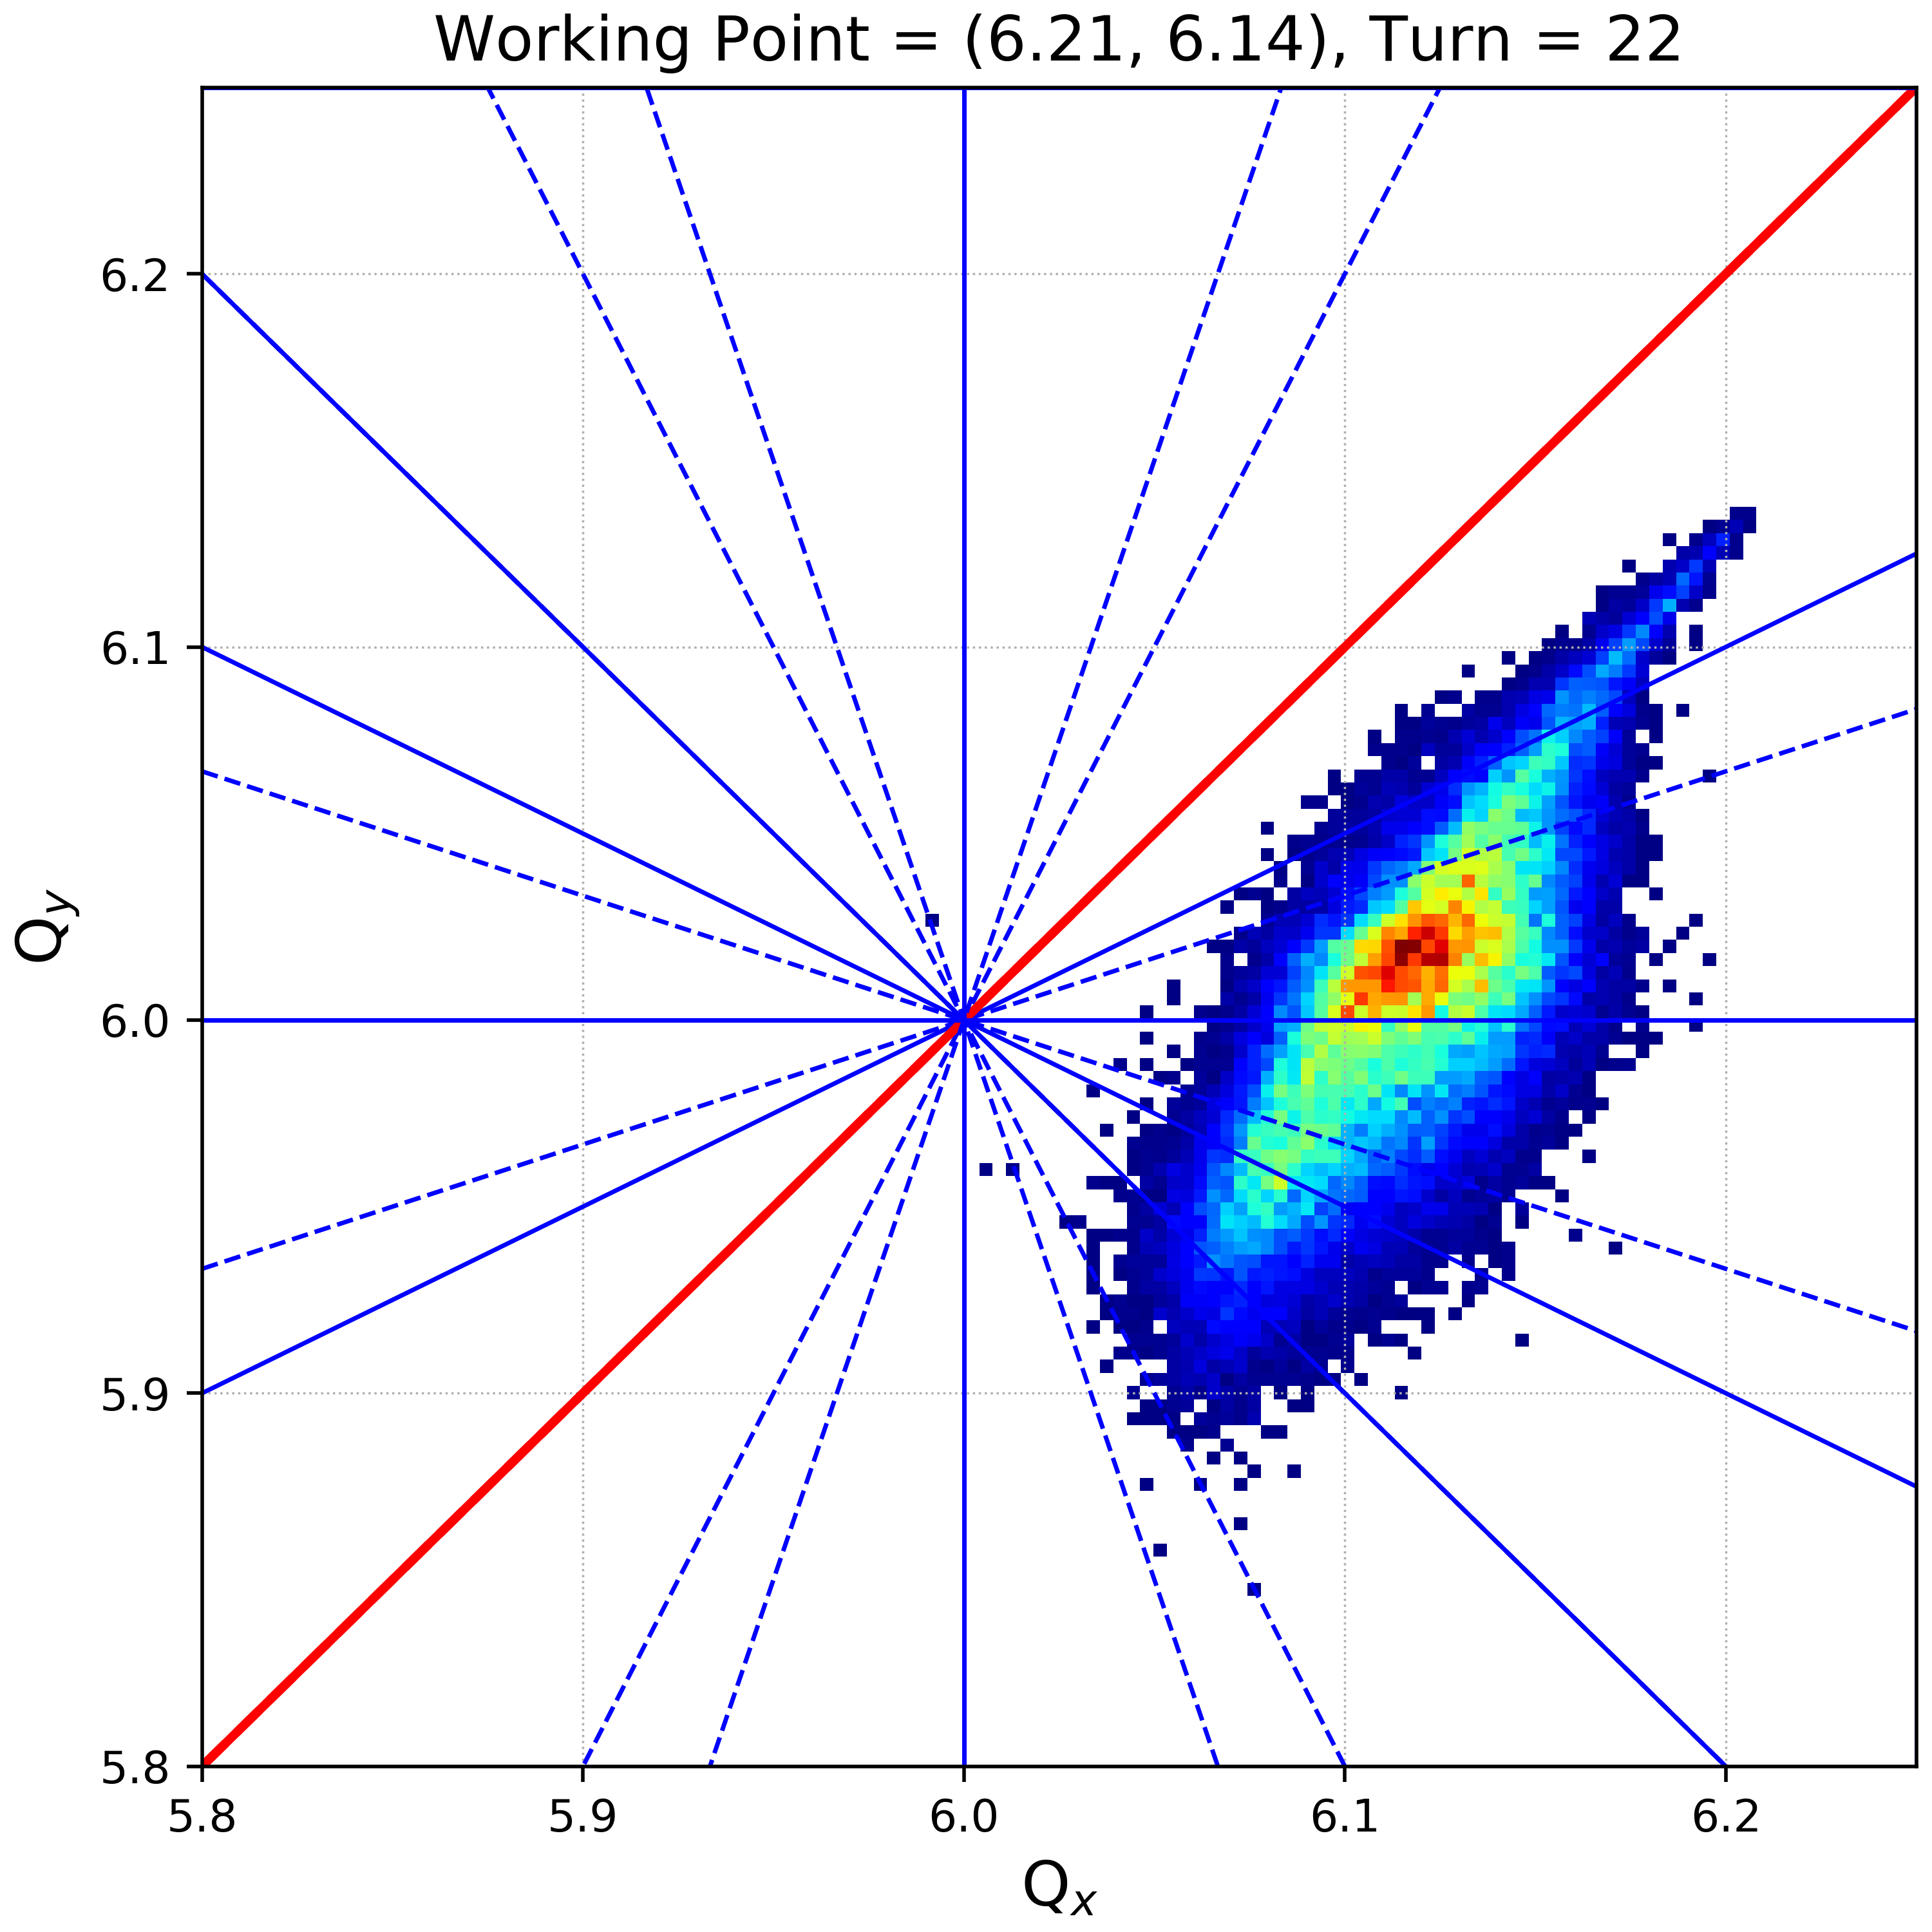 Working Point = (6.21, 6.14), Turn = 22
6.2
6.1
6.0
5.9
5.8
Qy
5.8 5.9 6.0 6.1 6.2
Qx